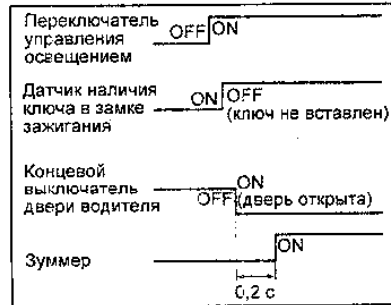 Переключатель
управления
освещением
OFF ON
Датчик наличия
ключа в замке
зажигания
ON OFF
(ключ не вставлен)
Концевой
выключатель
двери водителя
ON
OFF (дверь открыта)
Зуммер
ON
0,2 с